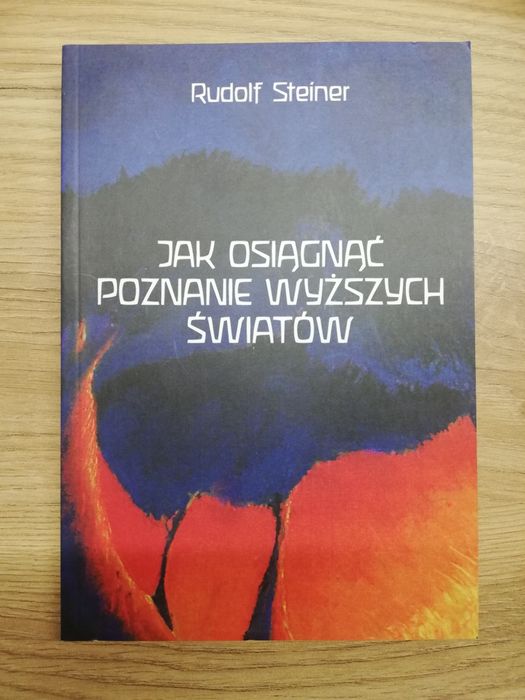 Rudolf Steiner
JAK OSIĄGNĄĆ
POZNANIE WYŻSZYCH
ŚWIATÓW